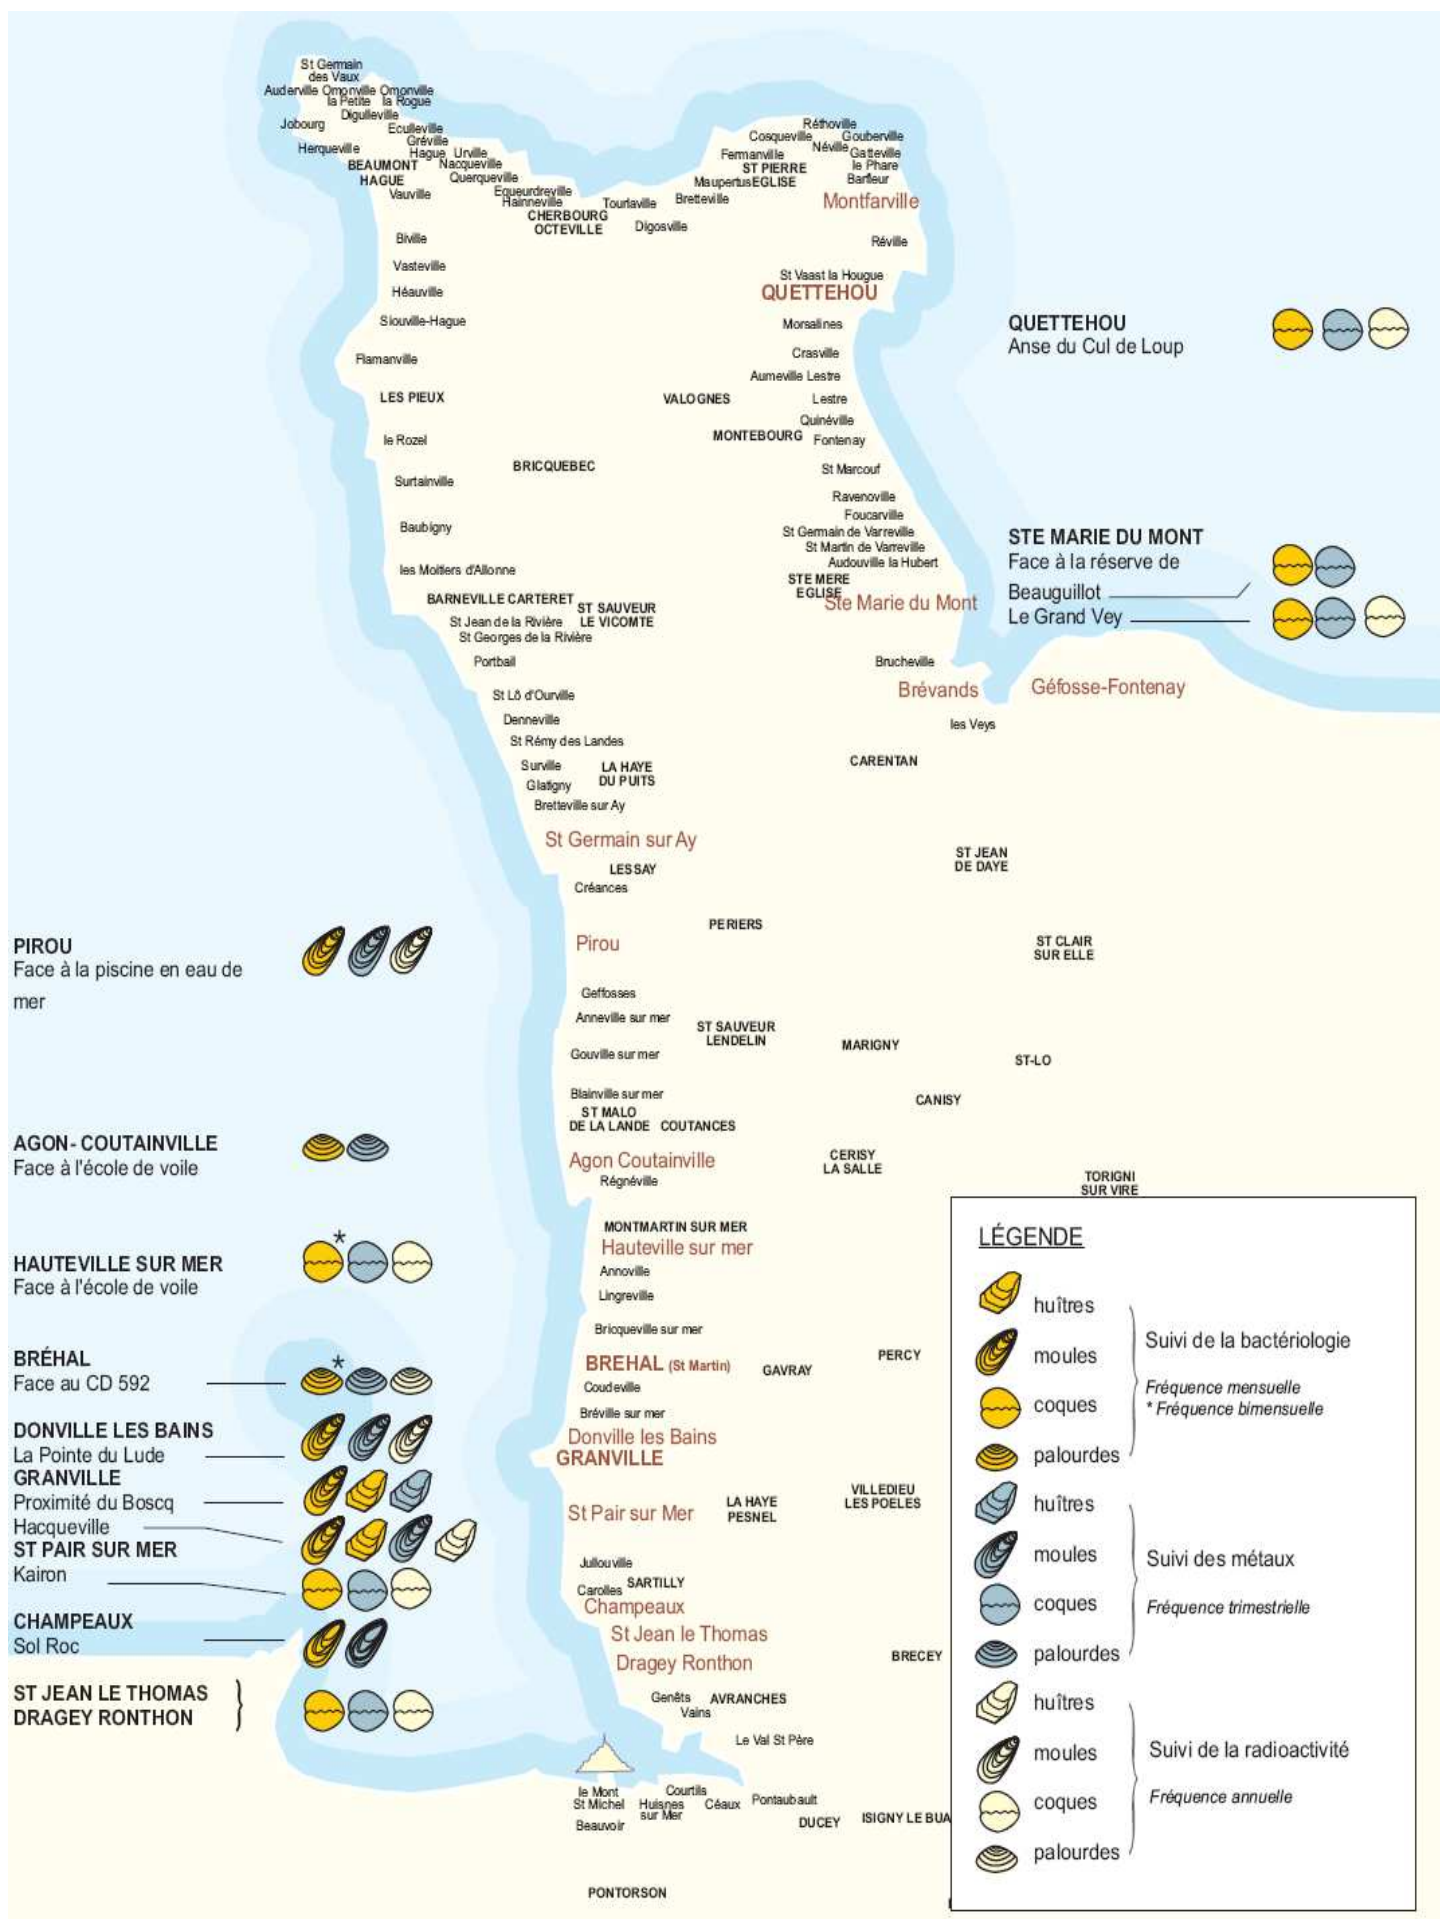 St Germain
des Vaux
Auderville Omonville Omonville
la Petite la Rogue
Digulleville
Jobourg
Eculleville
Gréville
Herqueville
Hague Urville
BEAUMONT
Nacqueville
HAGUE
Querqueville
Vauville
Equeurdreville
Hainneville
CHERBOURG
OCTEVILLE
Tourlaville
Digosville
Bretteville
Maupertus
Fermanville
Cosqueville
Réthoville
Gouberville
Néville
Gatteville
le Phare
ST PIERRE
EGLISE
Barfleur
Montfarville
Biville
Réville
Vasteville
St Vaast la Hougue
Héauville
QUETTEHOU
Siouville-Hague
Morsalines
Crasville
Flamanville
Aumeville Lestre
LES PIEUX
VALOGNES
Lestre
Quinéville
le Rozel
MONTEBOURG
Fontenay
BRICQUEBEC
St Marcouf
Surtainville
Ravenoville
Foucarville
Baubigny
St Germain de Varreville
St Martin de Varreville
Audouville la Hubert
les Moitiers d'Allonne
STE MERE
EGLISE
BARNEVILLE CARTERET
ST SAUVEUR
LE VICOMTE
Ste Marie du Mont
St Jean de la Rivière
St Georges de la Rivière
Portbail
Brucheville
Brévands
Géfosse-Fontenay
St Lô d'Ourville
Denneville
les Veys
St Rémy des Landes
Surville
LA HAYE
DU PUITS
CARENTAN
Glatigny
Bretteville sur Ay
St Germain sur Ay
LESSAY
ST JEAN
DE DAYE
Créances
PERIERS
Pirou
ST CLAIR
SUR ELLE
Geffosses
Anneville sur mer
ST SAUVEUR
LENDELIN
Gouville sur mer
MARIGNY
ST-LO
Blainville sur mer
CANISY
ST MALO
DE LA LANDE
COUTANCES
Agon Coutainville
CERISY
LA SALLE
Régnéville
TORIGNI
SUR VIRE
MONTMARTIN SUR MER
Hauteville sur mer
Annoville
Lingreville
Bricqueville sur mer
BREHAL (St Martin)
GAVRAY
PERCY
Coudeville
Bréville sur mer
Donville les Bains
GRANVILLE
St Pair sur Mer
LA HAYE
PESNEL
VILLEDIEU
LES POELES
Jullouville
Carolles
SARTILLY
Champeaux
St Jean le Thomas
Dragey Ronthon
BRECEY
Genêts
AVRANCHES
Vains
Le Val St Père
le Mont
St Michel
Courtils
Huisnes
sur Mer
Céaux
Pontaubault
Beauvoir
DUCEY
ISIGNY LE BUA
PONTORSON
QUETTEHOU
Anse du Cul de Loup
STE MARIE DU MONT
Face à la réserve de
Beauguillot
Le Grand Vey
PIROU
Face à la piscine en eau de
mer
AGON- COUTAINVILLE
Face à l'école de voile
HAUTEVILLE SUR MER
*
Face à l'école de voile
BRÉHAL
*
Face au CD 592
DONVILLE LES BAINS
La Pointe du Lude
GRANVILLE
Proximité du Boscq
Hacqueville
ST PAIR SUR MER
Kairon
CHAMPEAUX
Sol Roc
ST JEAN LE THOMAS
DRAGEY RONTHON
LÉGENDE
huîtres
moules
coques
palourdes
Suivi de la bactériologie
Fréquence mensuelle
* Fréquence bimensuelle
huîtres
moules
coques
palourdes
Suivi des métaux
Fréquence trimestrielle
huîtres
moules
coques
palourdes
Suivi de la radioactivité
Fréquence annuelle